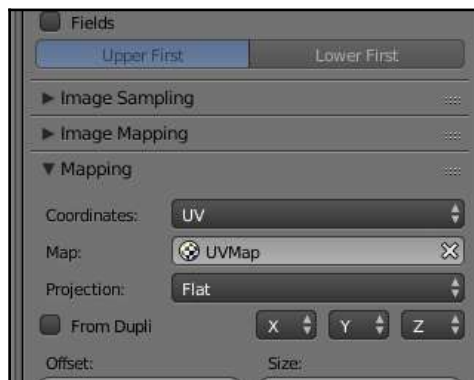 Fields
Upper First Lower First
Image Sampling
Image Mapping
Mapping
Coordinates: UV
Map: UVMap
Projection: Flat
From Dupli X Y Z
Offset: Size: